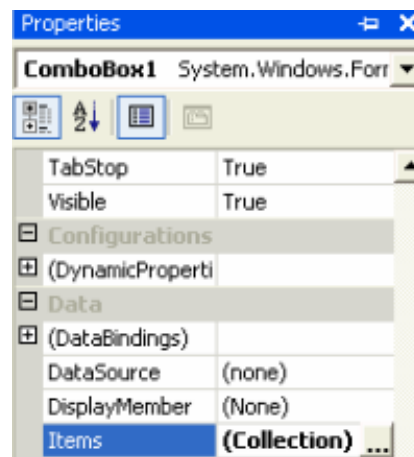 Properties
ComboBox1 System.Windows.Forr
TabStop True
Visible True
Configurations
(DynamicProperti
Data
(DataBindings)
DataSource (none)
DisplayMember (None)
Items (Collection) ...